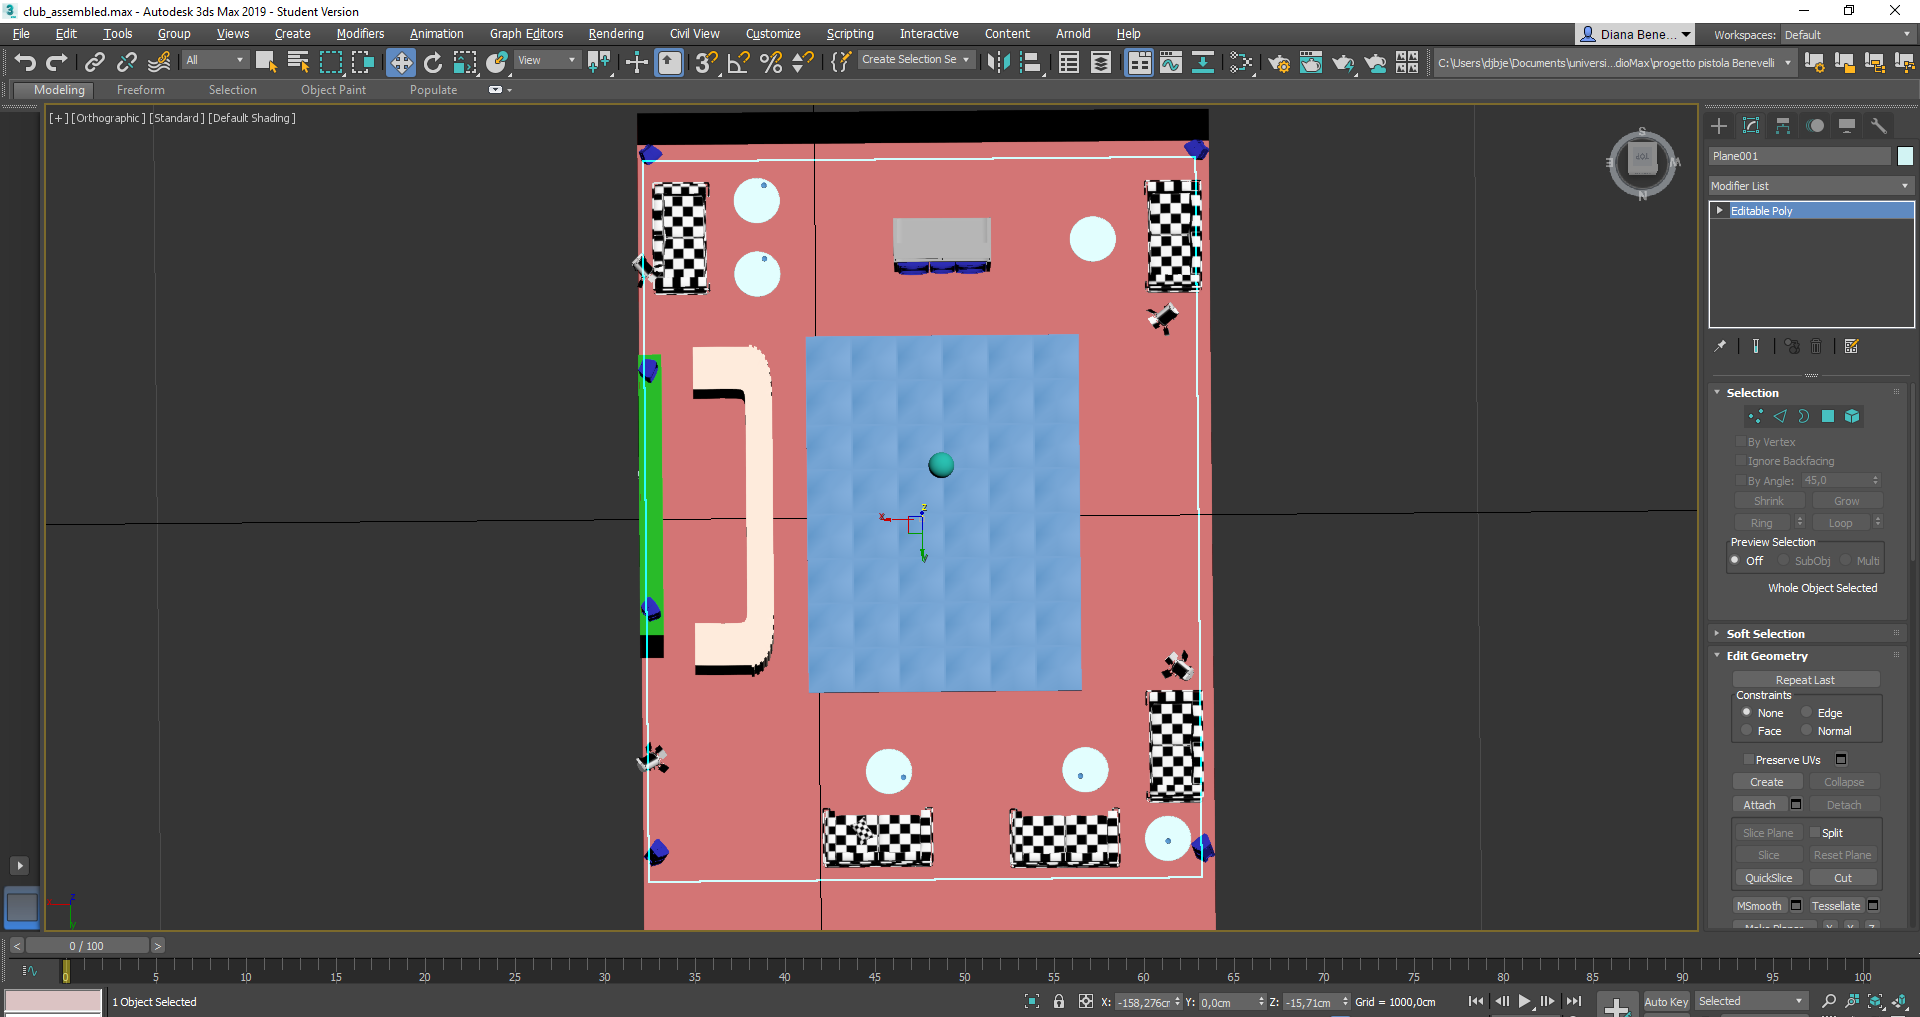 club_assembled.max - Autodesk 3ds Max 2019 - Student Version
File Edit Tools Group Views Create Modifiers Animation Graph Editors Rendering Civil View Customize Scripting Interactive Content Arnold Help
Diana Bene... Workspaces: Default
All View Create Selection Se C:\Users\djbje\Documents\universi...dioMax\progetto pistola Benevelli
Modeling Freeform Selection Object Paint Populate
[+] [Orthographic] [Standard] [Default Shading]
S
E TOP W
N
Plane001
Modifier List
Editable Poly
Selection
By Vertex
Ignore Backfacing
By Angle: 45,0
Shrink Grow
Ring Loop
Preview Selection
Off SubObj Multi
Whole Object Selected
Soft Selection
Edit Geometry
Repeat Last
Constraints
None Edge
Face Normal
Preserve UVs
Create Collapse
Attach Detach
Slice Plane Split
Slice Reset Plane
QuickSlice Cut
MSmooth Tessellate
Make Planar X Y Z
x z y
z y
< 0 / 100 >
0 5 10 15 20 25 30 35 40 45 50 55 60 65 70 75 80 85 90 95 100
1 Object Selected X: -158,276cm Y: 0,0cm Z: -15,71cm Grid = 1000,0cm Auto Key Selected